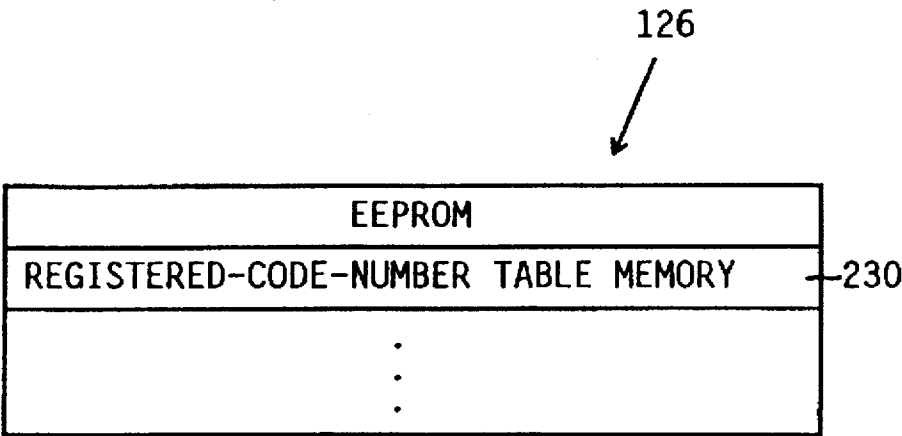 126
EEPROM
REGISTERED-CODE-NUMBER TABLE MEMORY 230
.
.
.